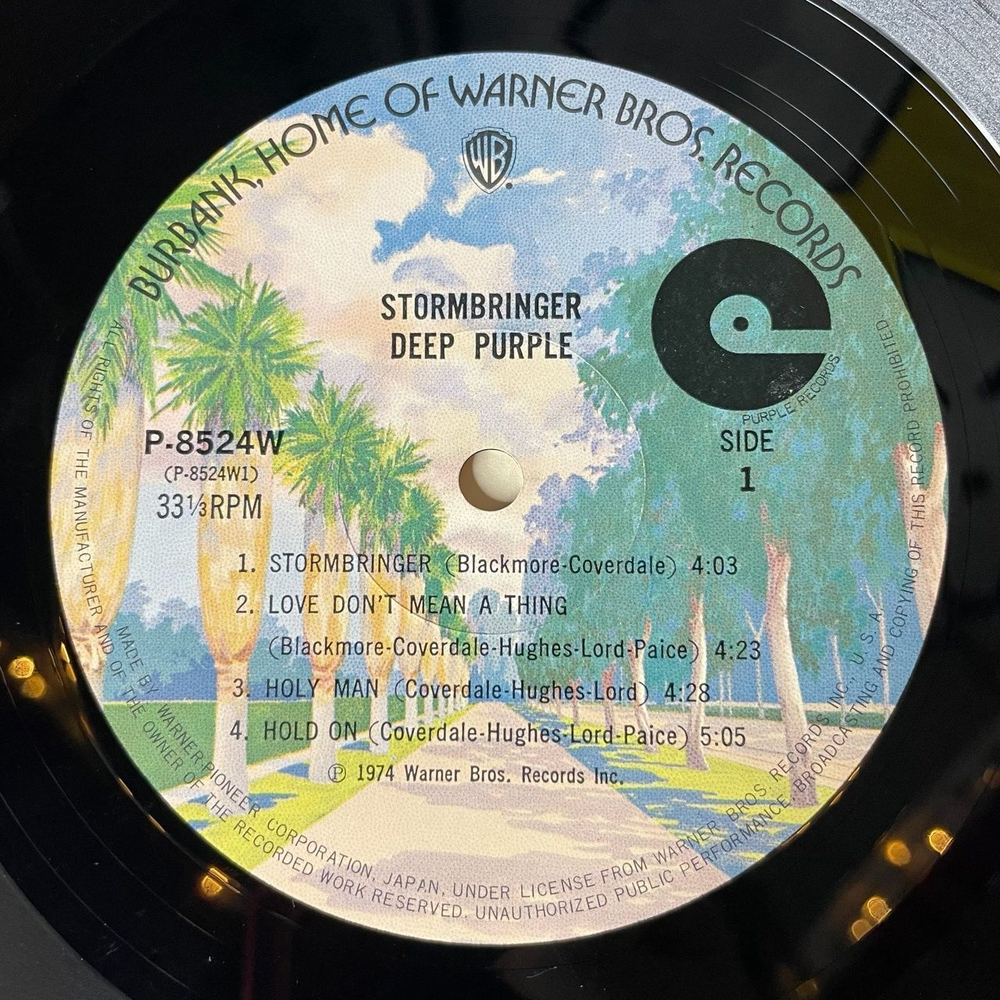 BURBANK, HOME OF WARNER BROS. RECORDS
WB
STORMBRINGER
DEEP PURPLE
PURPLE RECORDS
P-8524W
(P-8524W1)
33⅓RPM
SIDE
1
1. STORMBRINGER (Blackmore-Coverdale) 4:03
2. LOVE DON'T MEAN A THING
(Blackmore-Coverdale-Hughes-Lord-Paice) 4:23
3. HOLY MAN (Coverdale-Hughes-Lord) 4:28
4. HOLD ON (Coverdale-Hughes-Lord-Paice) 5:05
Ⓟ 1974 Warner Bros. Records Inc.
MADE BY WARNER-PIONEER CORPORATION, JAPAN, UNDER LICENSE FROM WARNER BROS. RECORDS INC., U.S.A.
ALL RIGHTS OF THE MANUFACTURER AND OF THE OWNER OF THE RECORDED WORK RESERVED. UNAUTHORIZED PUBLIC PERFORMANCE, BROADCASTING AND COPYING OF THIS RECORD PROHIBITED